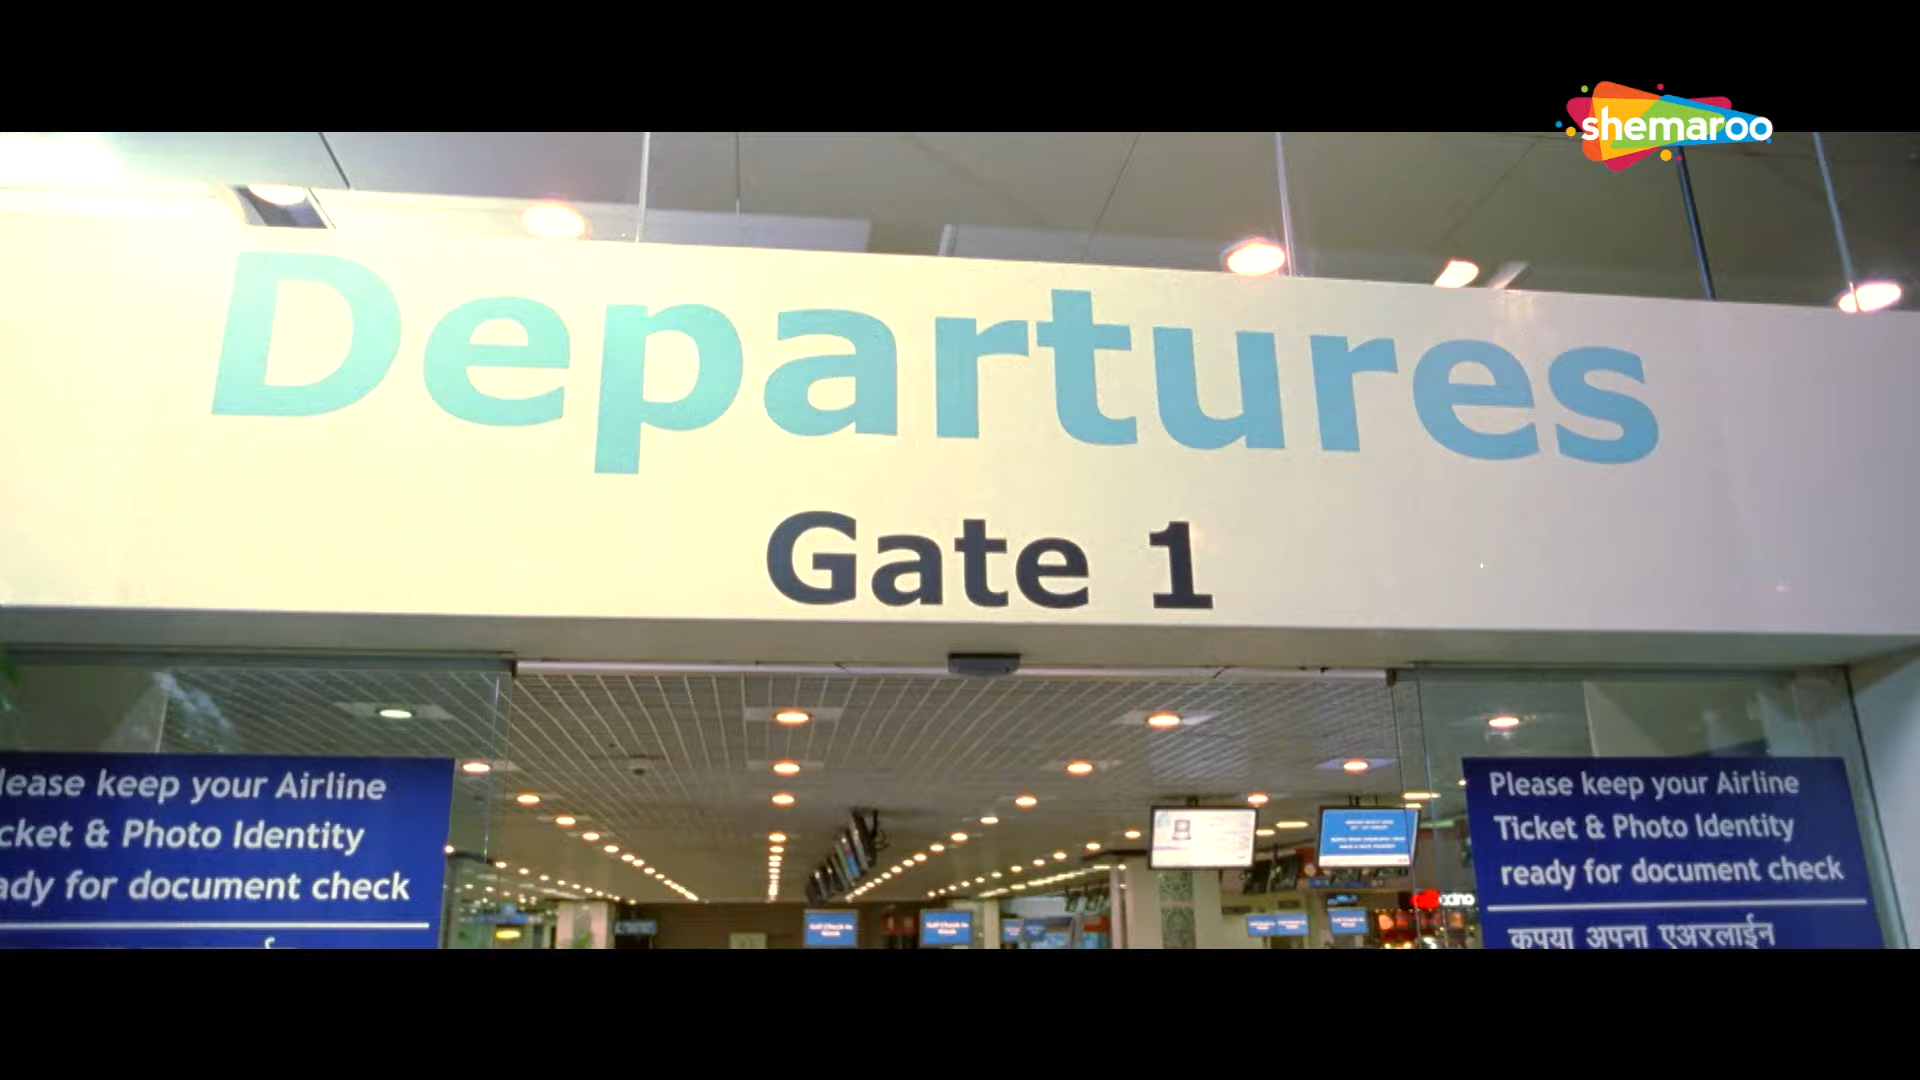 shemaroo
Departures
Gate 1
lease keep your Airline
cket & Photo Identity
ady for document check
Please keep your Airline
Ticket & Photo Identity
ready for document check
कृपया अपना एअरलाईन